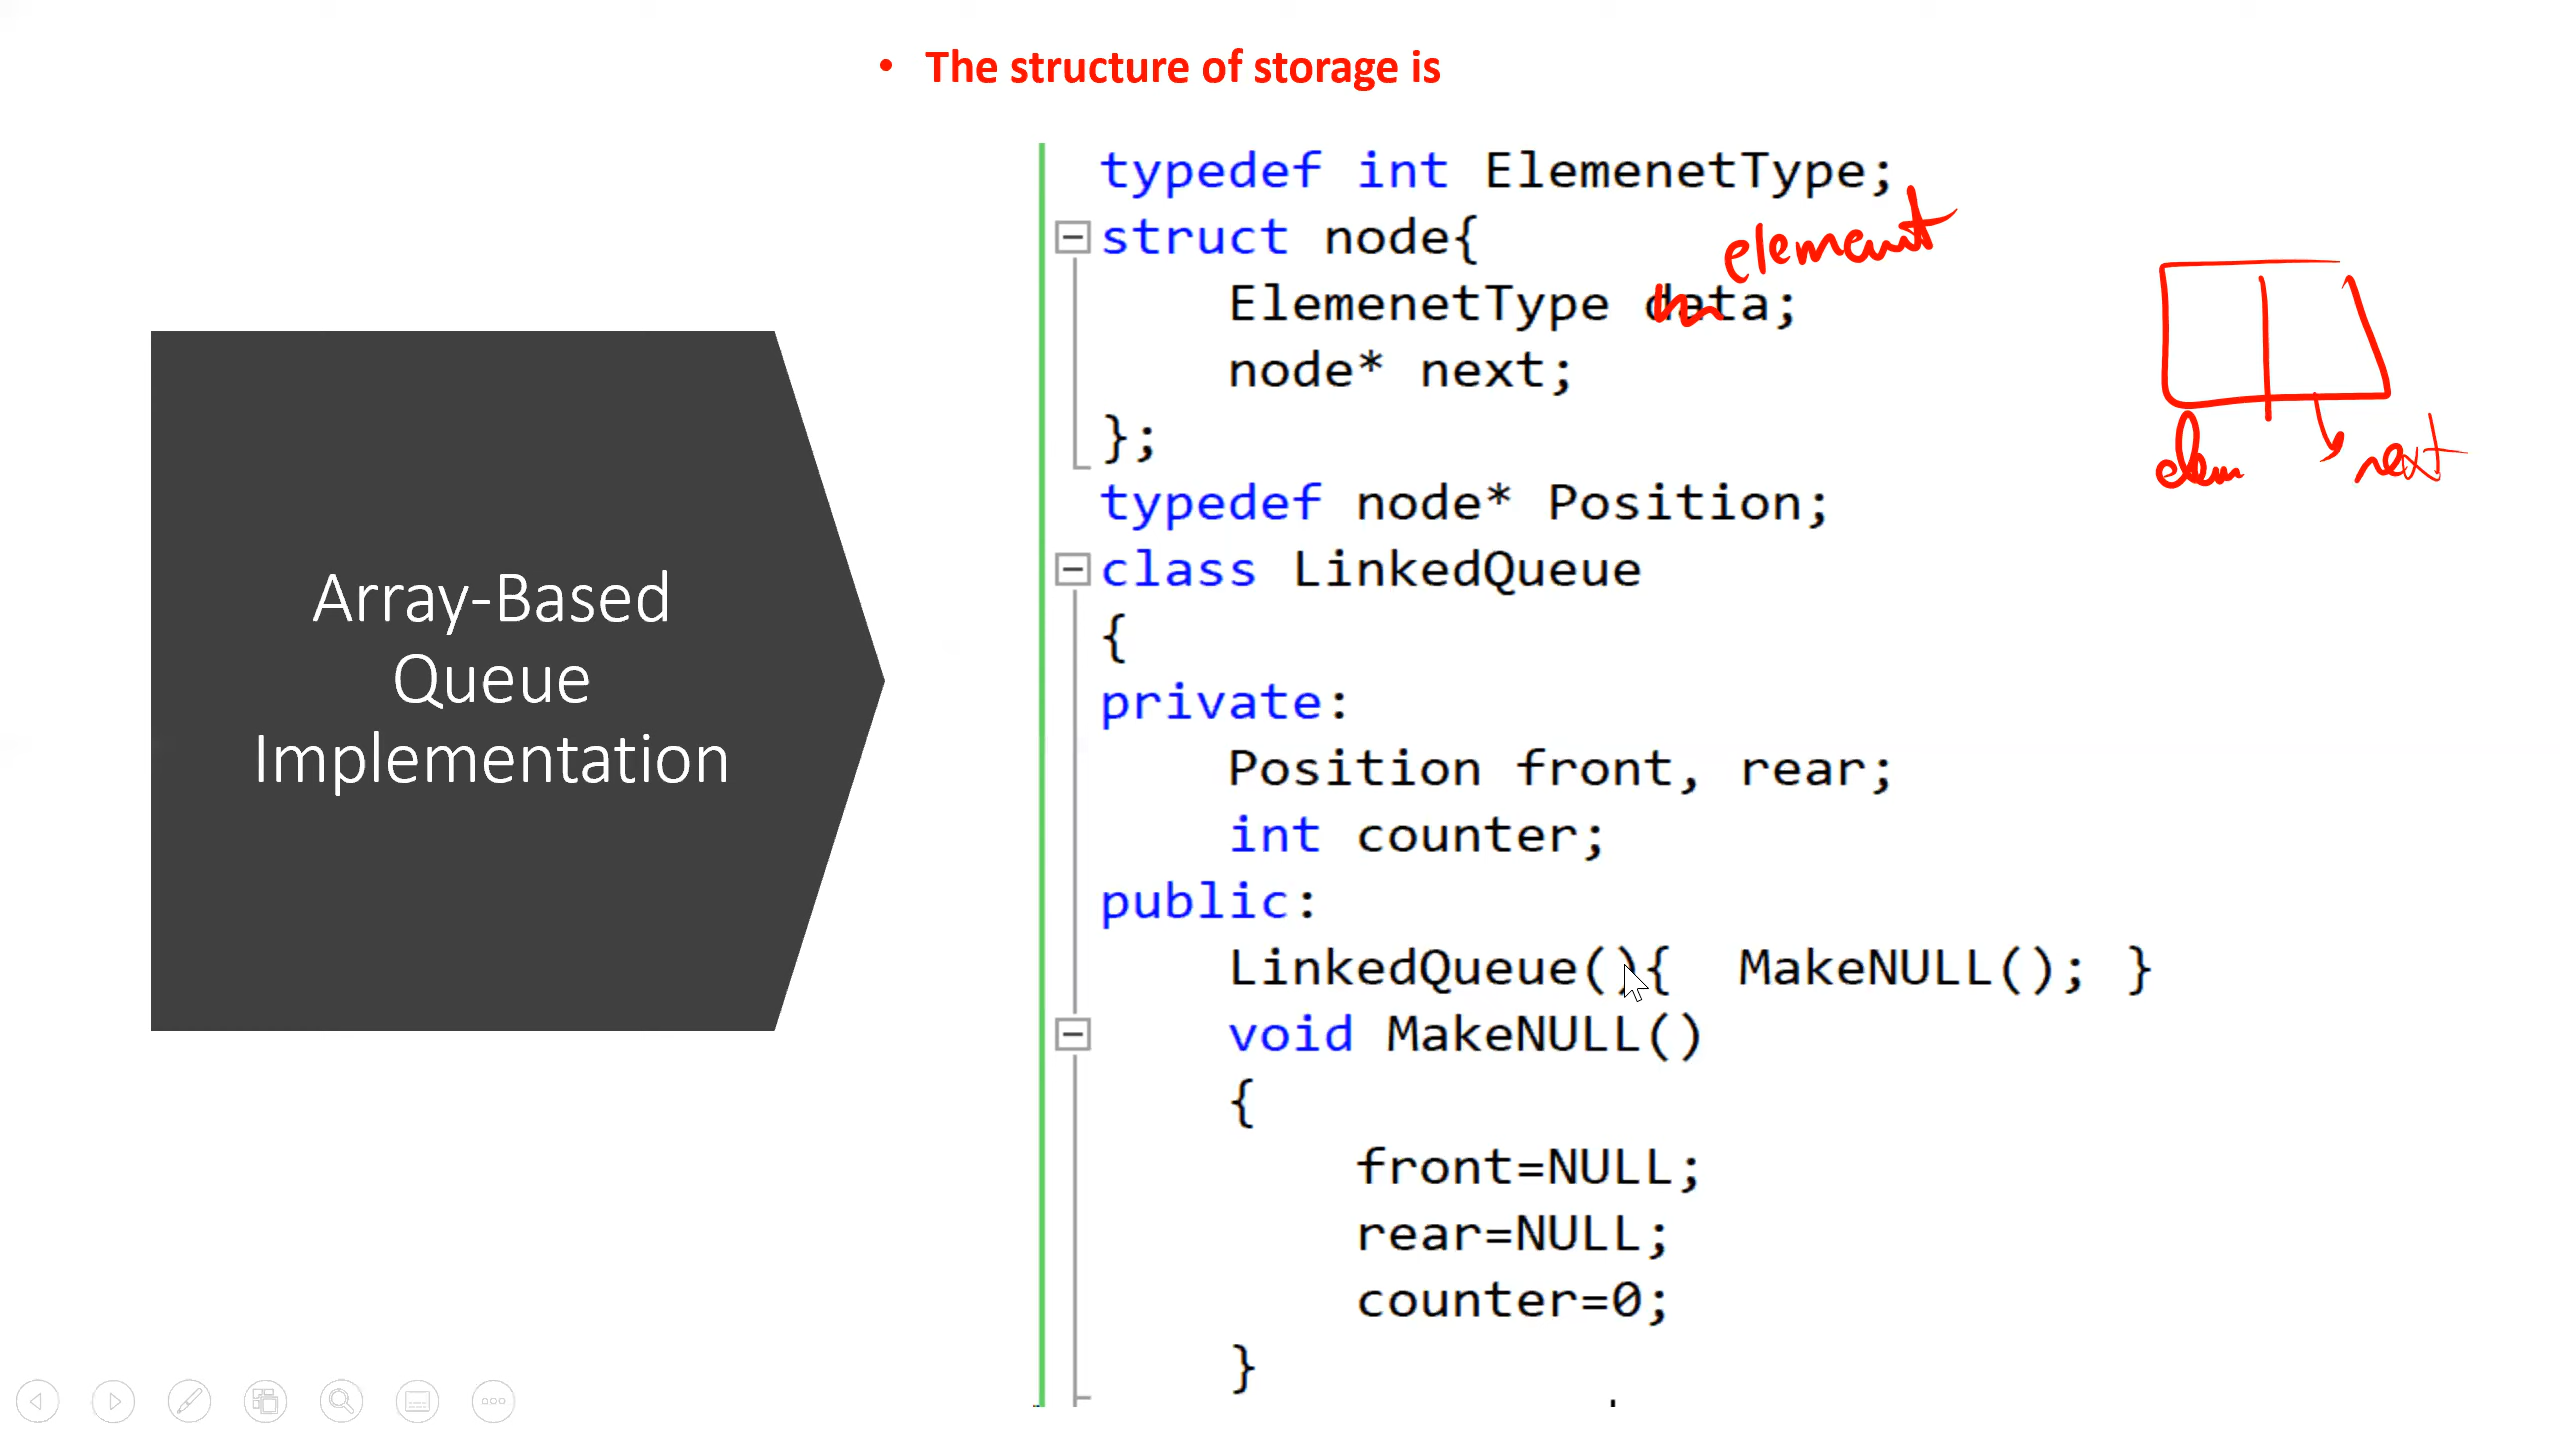 • The structure of storage is
Array-Based
Queue
Implementation
typedef int ElemenetType;
struct node{
element
ElemenetType data;
node* next;
};
elem
next
typedef node* Position;
class LinkedQueue
{
private:
Position front, rear;
int counter;
public:
LinkedQueue(){  MakeNULL(); }
void MakeNULL()
{
front=NULL;
rear=NULL;
counter=0;
}